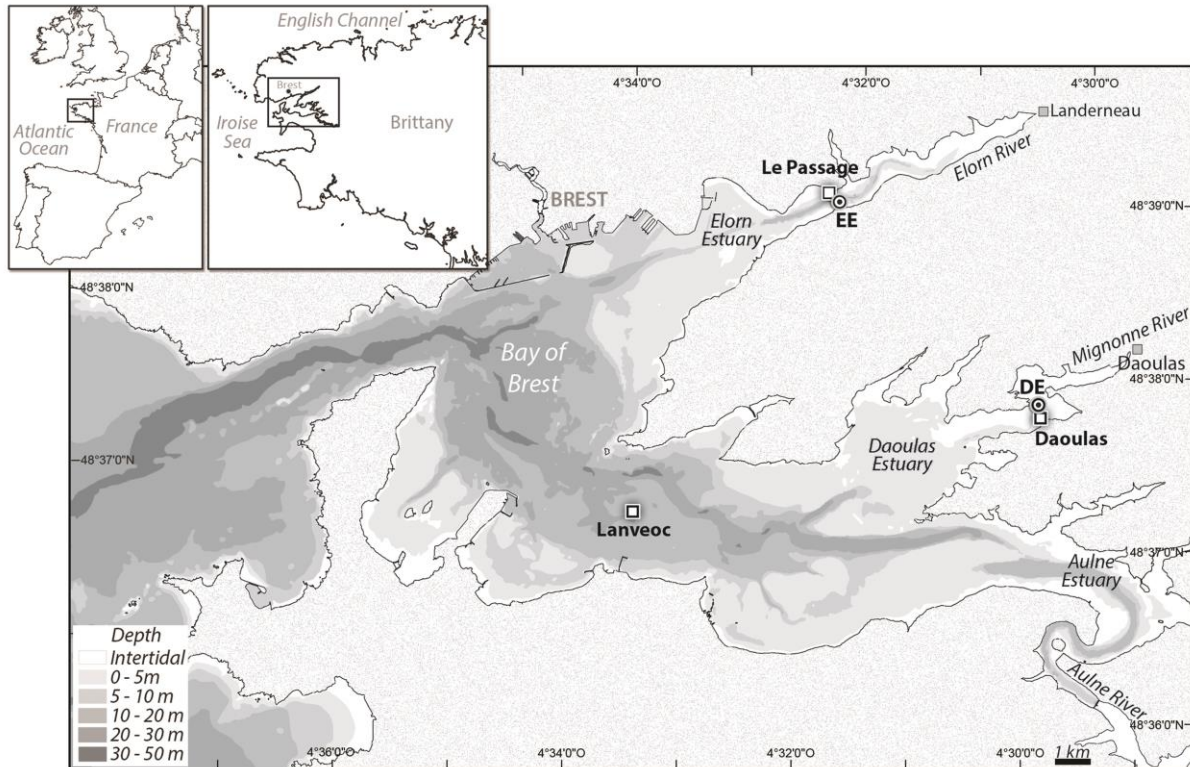 English Channel
Brest
Iroise
Sea
Brittany
Atlantic
Ocean
France
4°34'0"O
4°32'0"O
4°30'0"O
Landerneau
Elorn River
Le Passage
EE
48°39'0"N
BREST
Elorn
Estuary
48°38'0"N
Bay of
Brest
Mignonne River
Daoulas
48°38'0"N
DE
Daoulas
Daoulas
Estuary
48°37'0"N
Lanveoc
48°37'0"N
Aulne
Estuary
Aulne River
48°36'0"N
Depth
Intertidal
0 - 5m
5 - 10 m
10 - 20 m
20 - 30 m
30 - 50 m
4°36'0"O
4°34'0"O
4°32'0"O
4°30'0"O
1 km